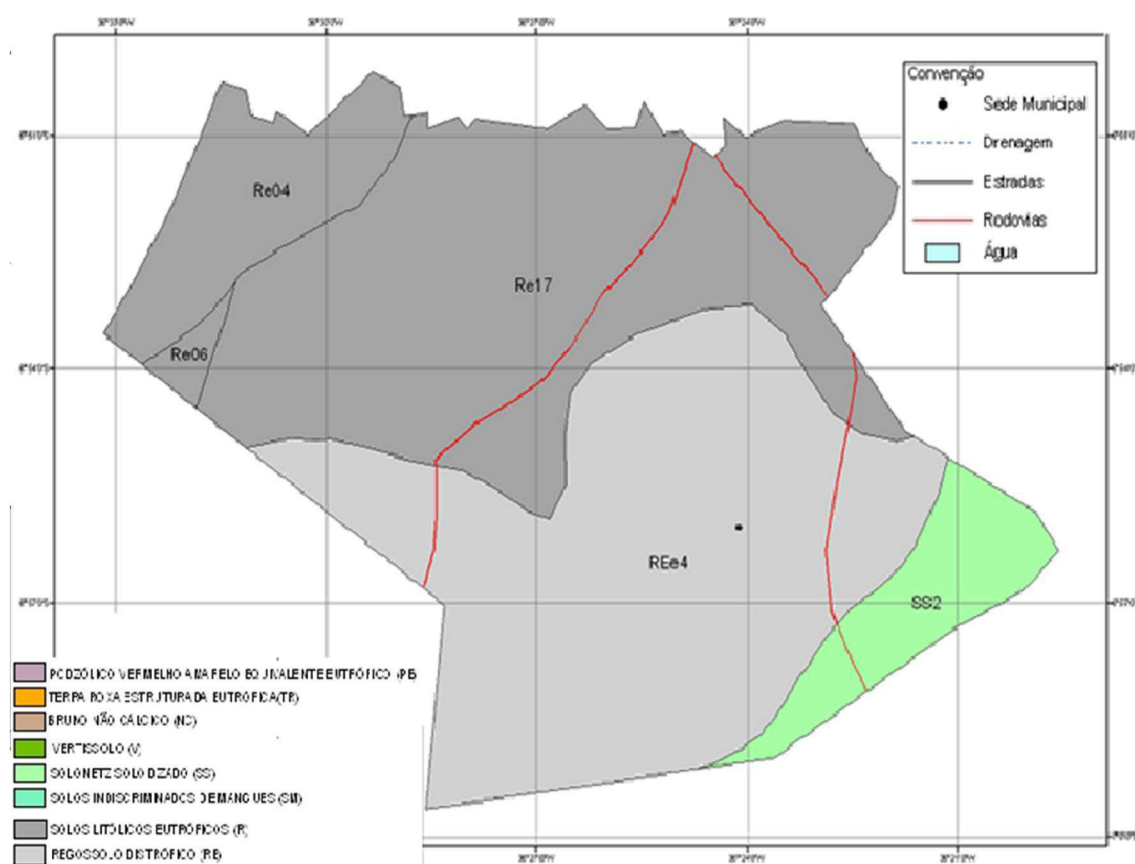 Convenção
Sede Municipal
Drenagem
Estradas
Rodovias
Água
Re04
Re17
Re06
REe4
SS2
PODZÓLICO VERMELHO AMARELO EQUIVALENTE EUTRÓFICO (PE)
TERRA ROXA ESTRUTURADA EUTRÓFICA(TR)
BRUNO NÃO CÁLCICO (NC)
VERTISSOLO (V)
SOLONETZ SOLODIZADO (SS)
SOLOS INDISCRIMINADOS DE MANGUES (SM)
SOLOS LITÓLICOS EUTRÓFICOS (R)
REGOSSOLO DISTRÓFICO (RE)